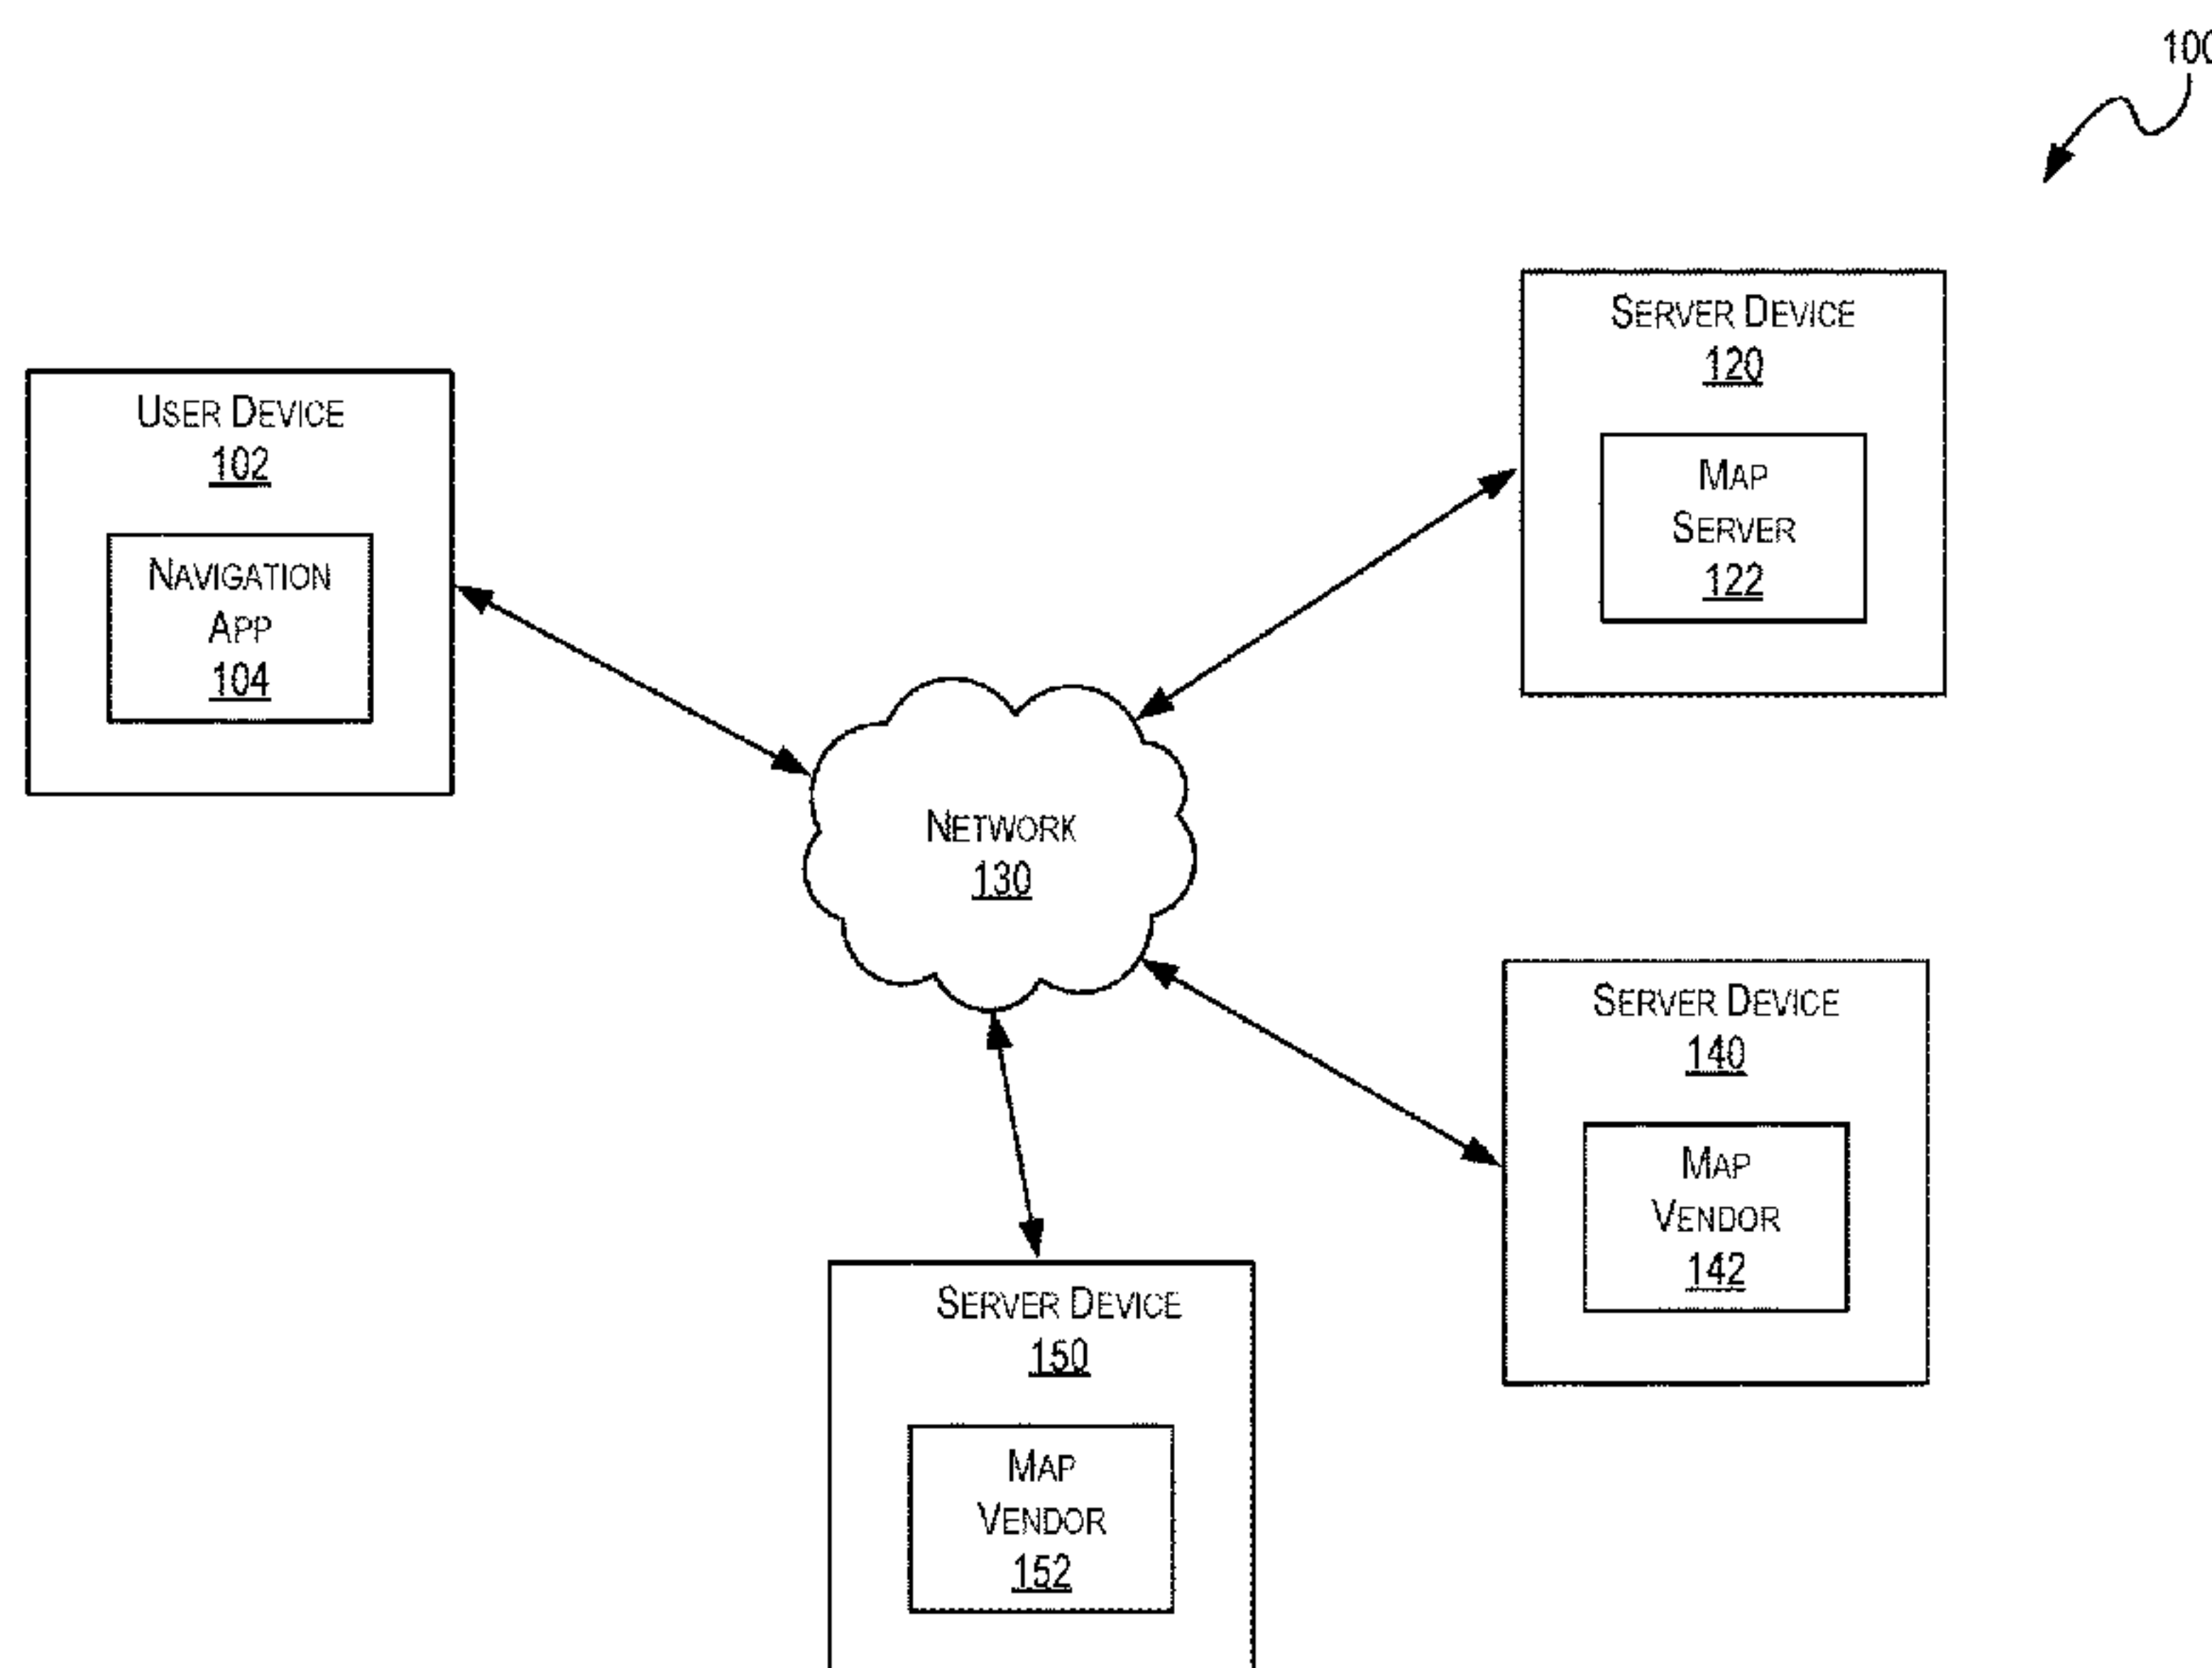 100
SERVER DEVICE
120
MAP
SERVER
122
USER DEVICE
102
NAVIGATION
APP
104
NETWORK
130
SERVER DEVICE
140
MAP
VENDOR
142
SERVER DEVICE
150
MAP
VENDOR
152